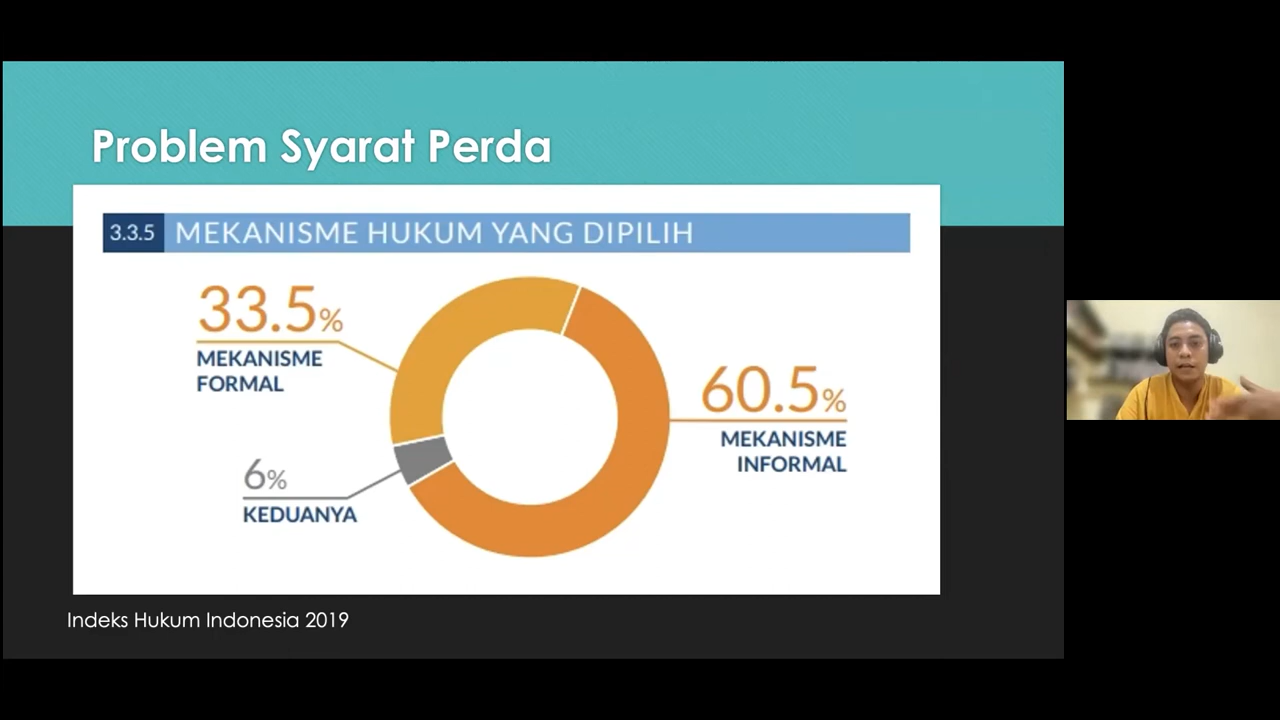 Problem Syarat Perda
3.3.5 MEKANISME HUKUM YANG DIPILIH
33.5%
MEKANISME
FORMAL
60.5%
MEKANISME
INFORMAL
6%
KEDUANYA
Indeks Hukum Indonesia 2019